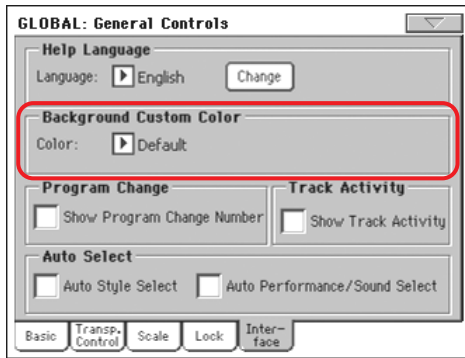 GLOBAL: General Controls
Help Language
Language: English Change
Background Custom Color
Color: Default
Program Change Track Activity
Show Program Change Number Show Track Activity
Auto Select
Auto Style Select Auto Performance/Sound Select
Basic Transp. Control Scale Lock Inter-
face